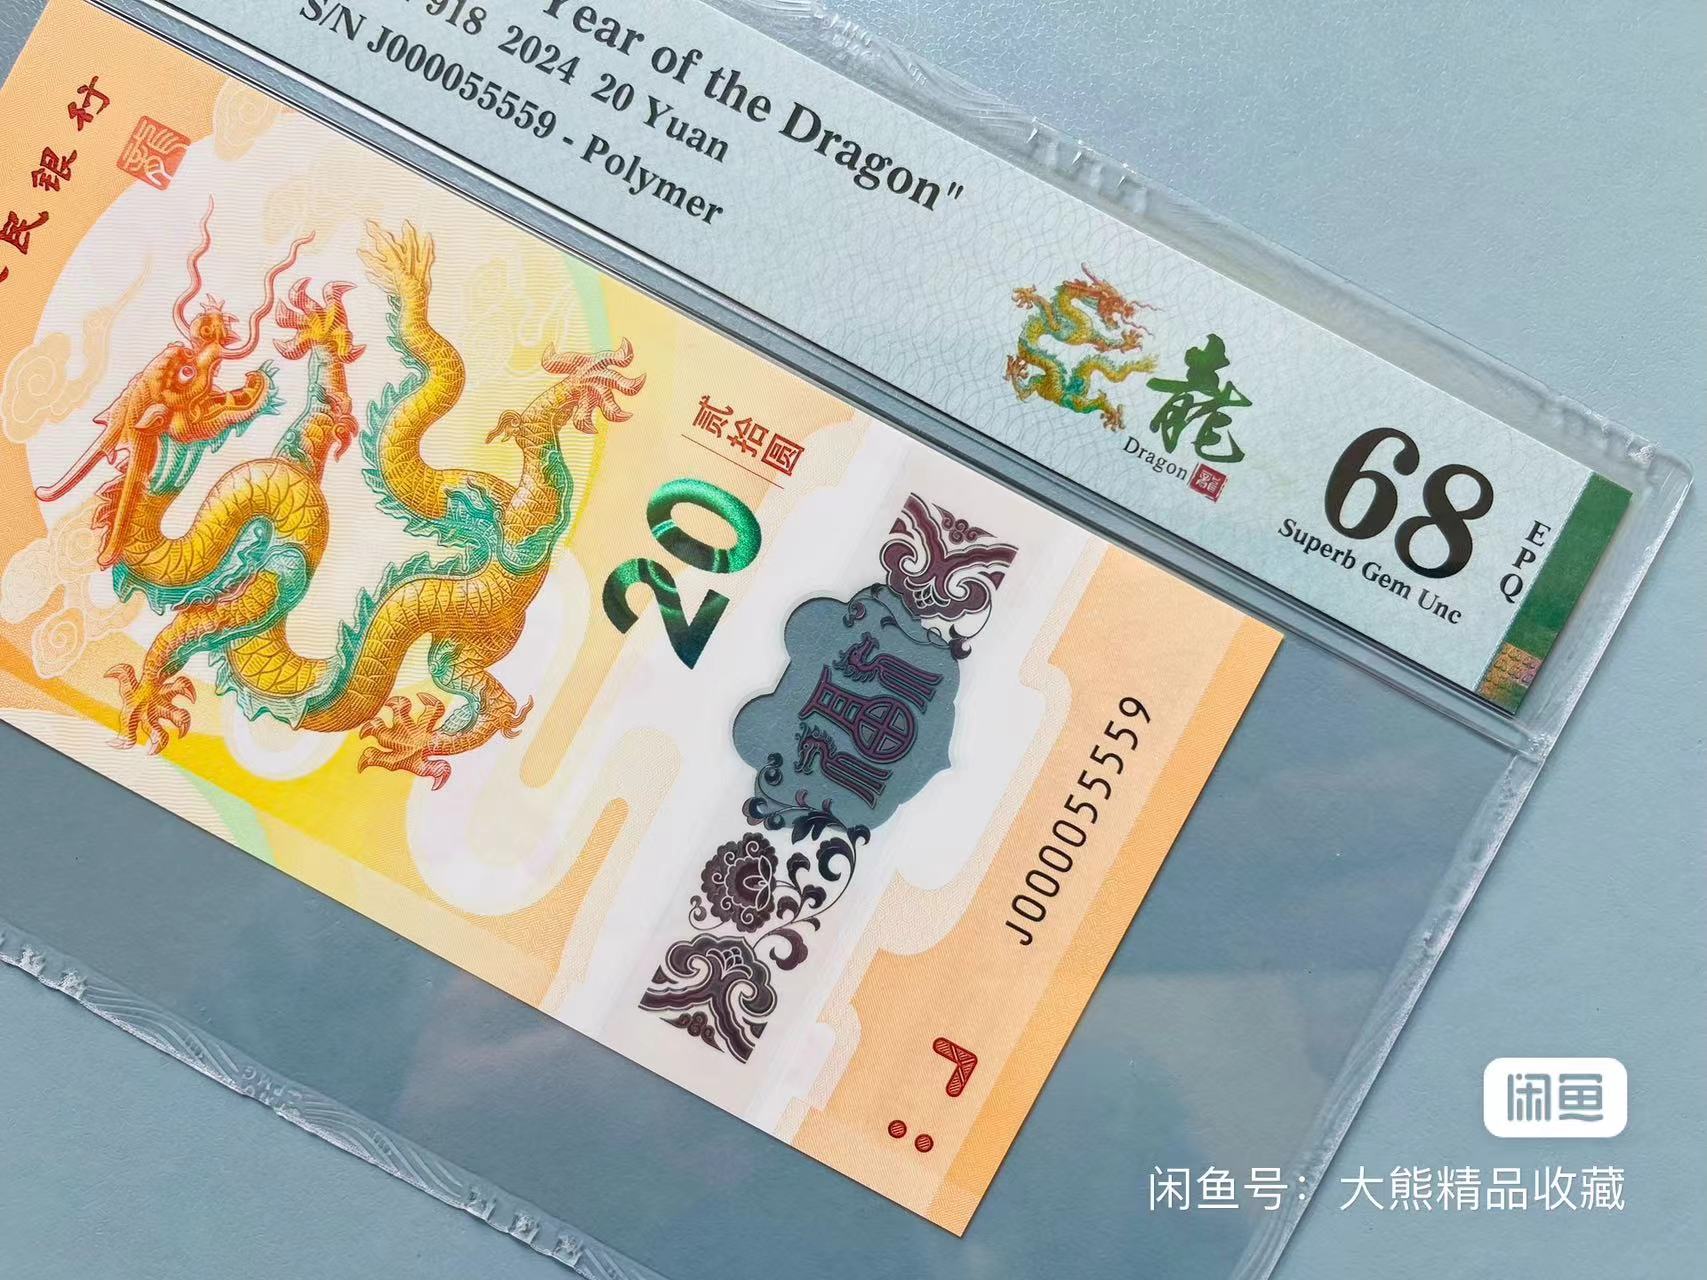 Year of the Dragon"
918 2024 20 Yuan
S/N J000055559 - Polymer
龍
Dragon
68
EPQ
Superb Gem Unc
民银行
贰拾圆
20
福
J000055559
闲鱼
闲鱼号：大熊精品收藏